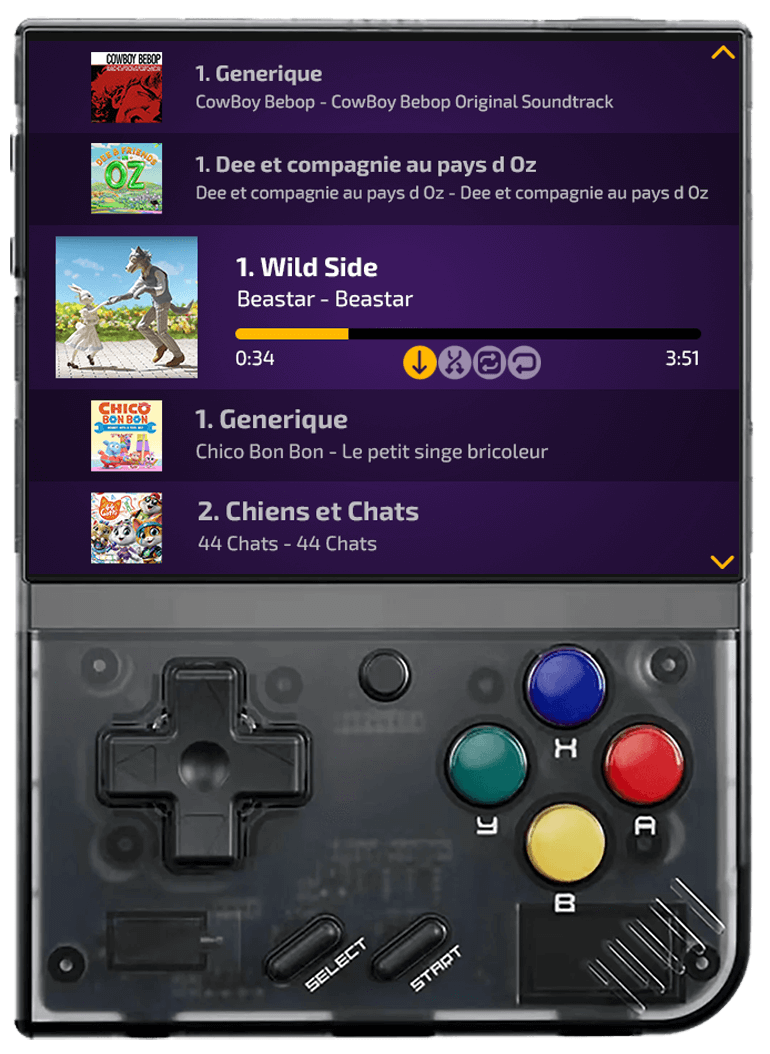 COWBOY BEBOP
1. Generique
CowBoy Bebop - CowBoy Bebop Original Soundtrack
DEE & FRIENDS
OZ
1. Dee et compagnie au pays d Oz
Dee et compagnie au pays d Oz - Dee et compagnie au pays d Oz
1. Wild Side
Beastar - Beastar
0:34
3:51
CHICO
BON BON
1. Generique
Chico Bon Bon - Le petit singe bricoleur
2. Chiens et Chats
44 Chats - 44 Chats
X
Y
A
B
SELECT
START